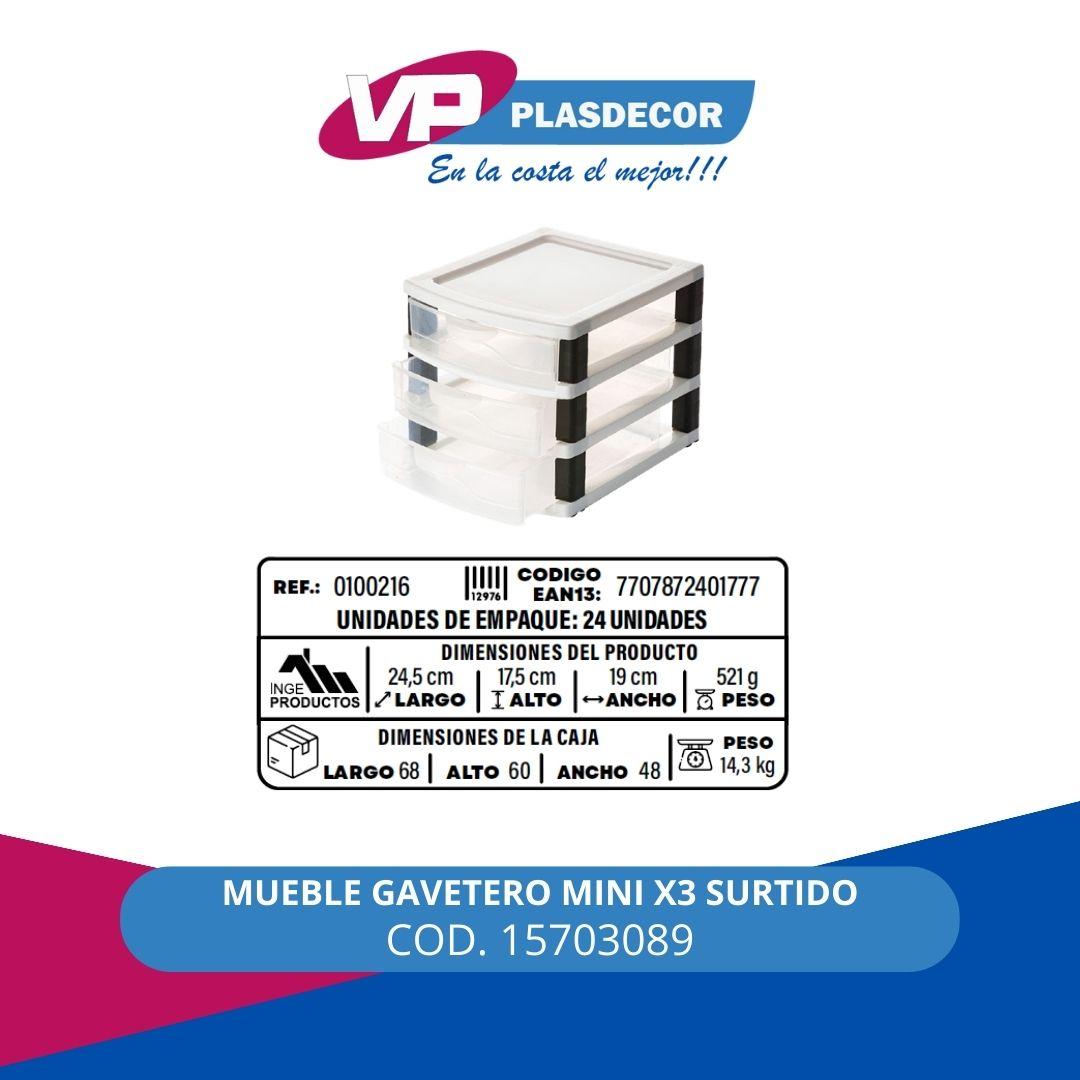 VP PLASDECOR
En la costa el mejor!!!
REF.: 0100216 12976 CODIGO EAN13: 7707872401777
UNIDADES DE EMPAQUE: 24 UNIDADES
INGE PRODUCTOS
DIMENSIONES DEL PRODUCTO
24,5 cm 17,5 cm 19 cm 521 g
LARGO ALTO ANCHO PESO
DIMENSIONES DE LA CAJA
LARGO 68 ALTO 60 ANCHO 48
PESO
14,3 kg
MUEBLE GAVETERO MINI X3 SURTIDO
COD. 15703089